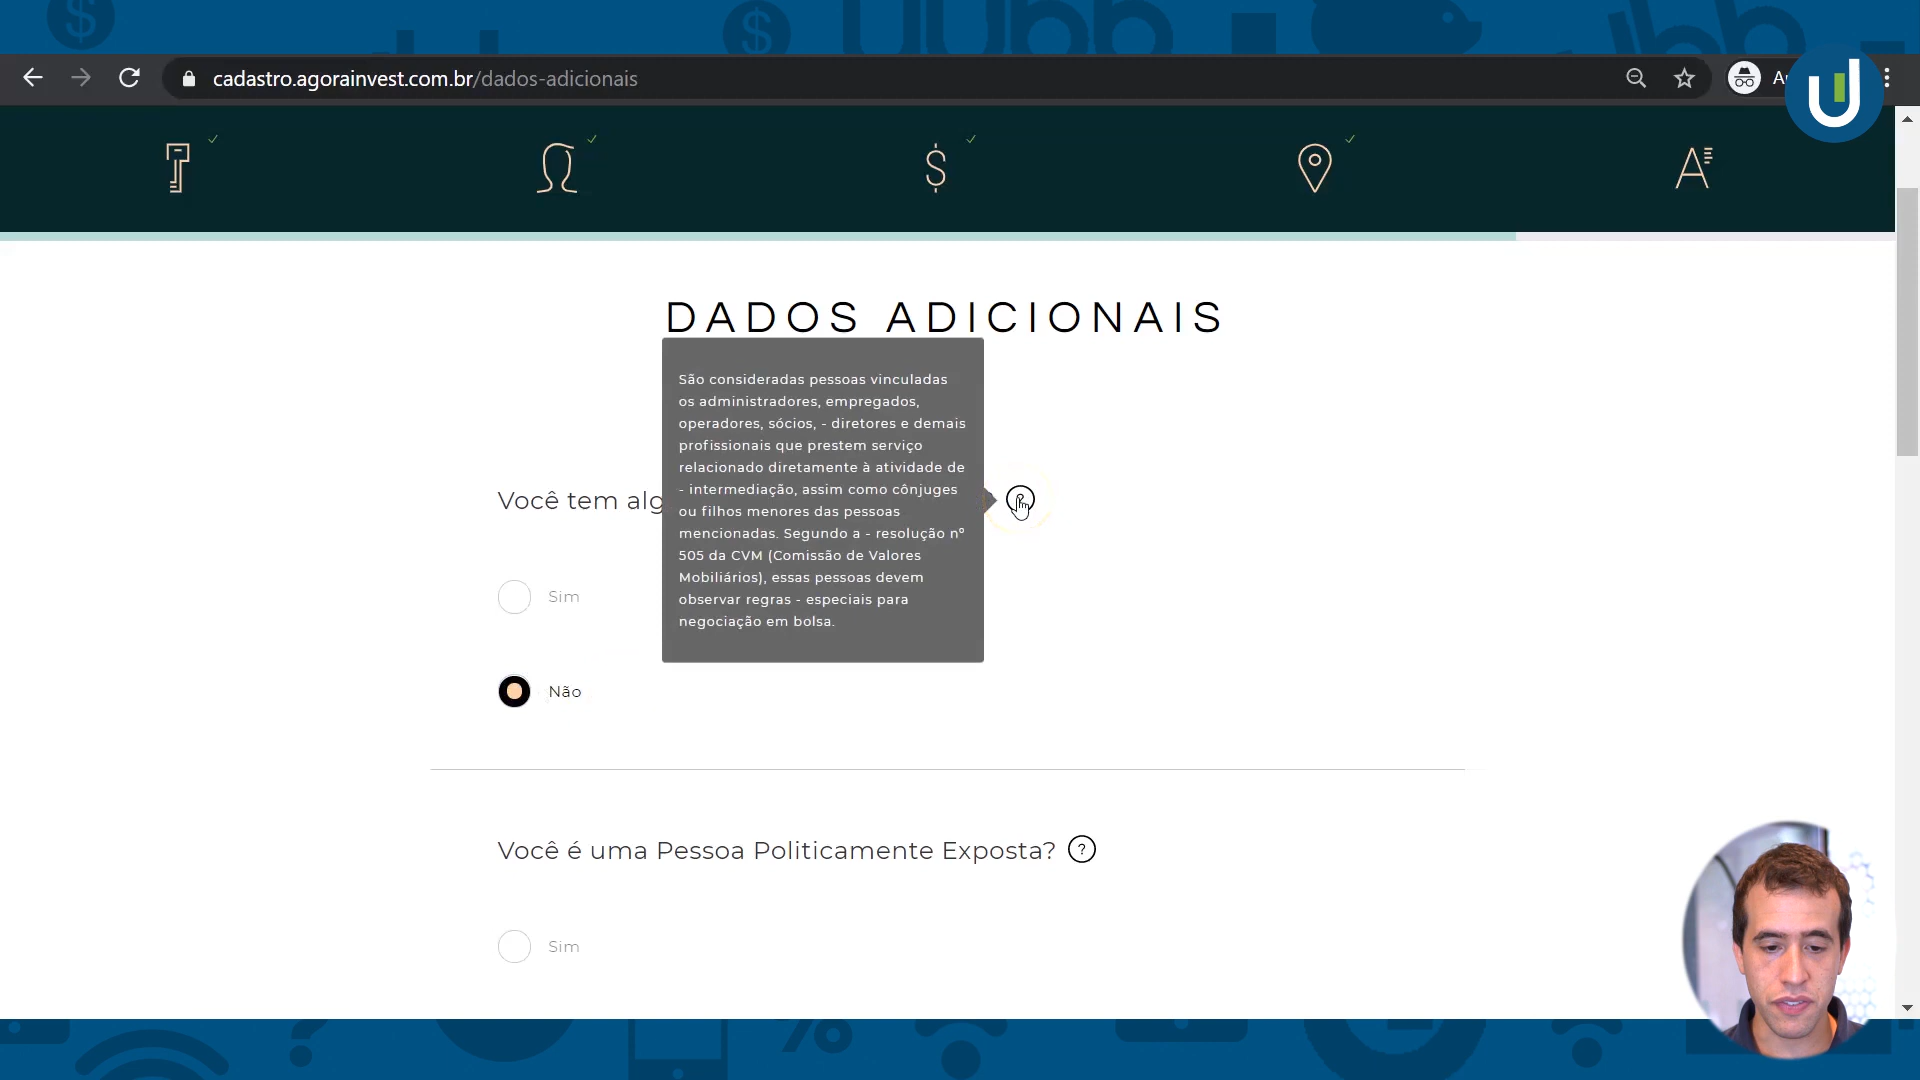 cadastro.agorainvest.com.br/dados-adicionais
DADOS ADICIONAIS
São consideradas pessoas vinculadas
os administradores, empregados,
operadores, sócios, - diretores e demais
profissionais que prestem serviço
relacionado diretamente à atividade de
- intermediação, assim como cônjuges
ou filhos menores das pessoas
mencionadas. Segundo a - resolução nº
505 da CVM (Comissão de Valores
Mobiliários), essas pessoas devem
observar regras - especiais para
negociação em bolsa.
Você tem alg
Sim
Não
Você é uma Pessoa Politicamente Exposta? ?
Sim